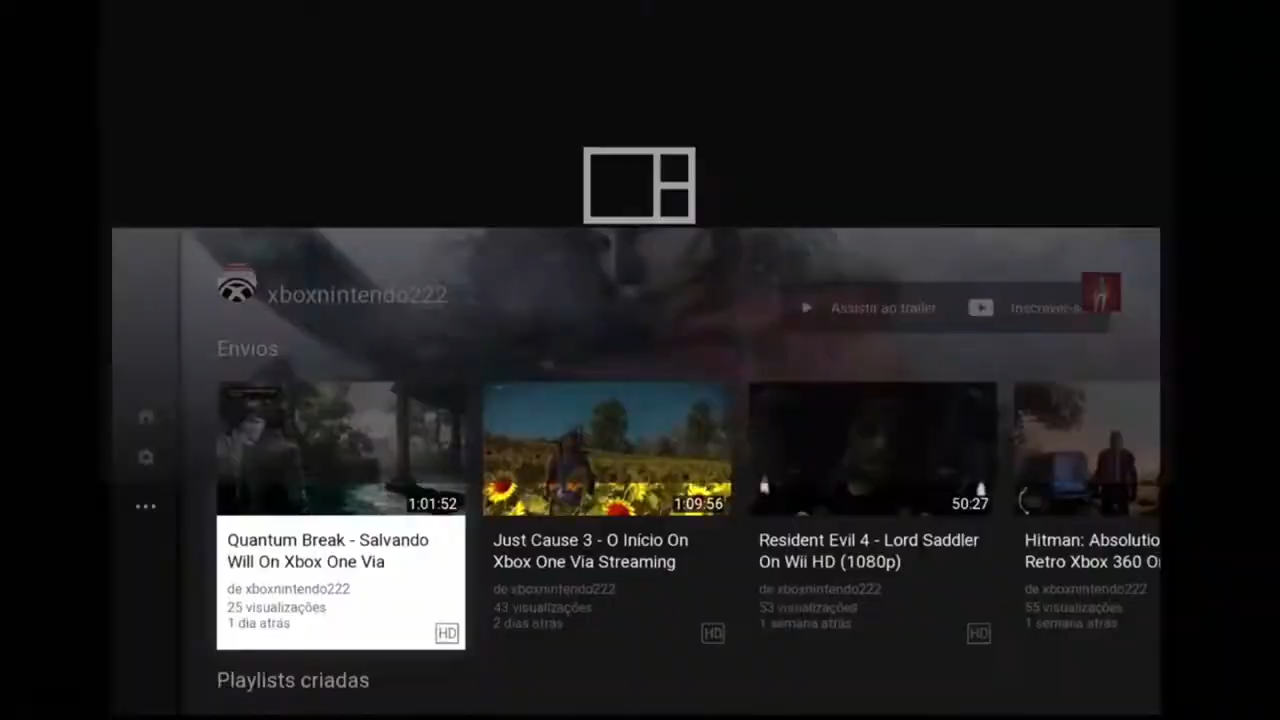 xboxnintendo222
Assistir ao trailer
Envios
1:01:52
1:09:56
50:27
Quantum Break - Salvando
Will On Xbox One Via
de xboxnintendo222
25 visualizações
1 dia atrás
HD
Just Cause 3 - O Início On
Xbox One Via Streaming
de xboxnintendo222
43 visualizações
2 dias atrás
HD
Resident Evil 4 - Lord Saddler
On Wii HD (1080p)
de xboxnintendo222
53 visualizações
1 semana atrás
HD
Hitman: Absolutio
Retro Xbox 360 O
de xboxnintendo222
55 visualizações
1 semana atrás
Playlists criadas